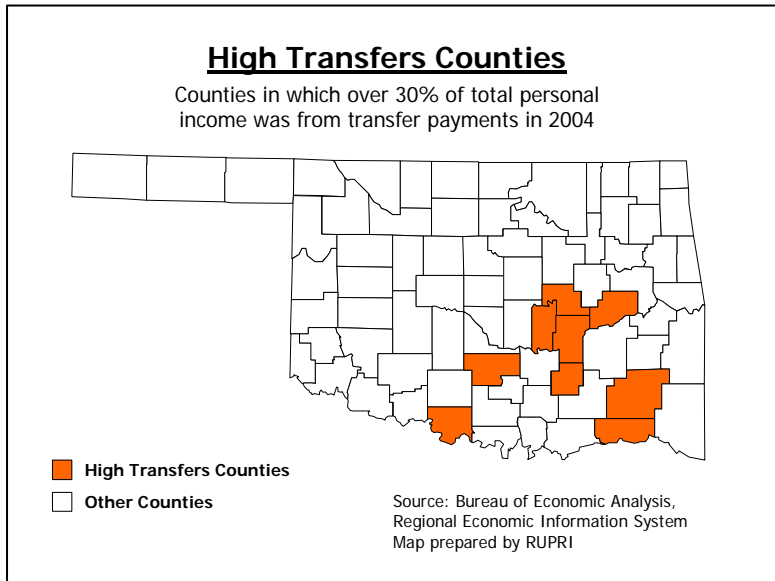 High Transfers Counties
Counties in which over 30% of total personal
income was from transfer payments in 2004
High Transfers Counties
Other Counties
Source: Bureau of Economic Analysis,
Regional Economic Information System
Map prepared by RUPRI